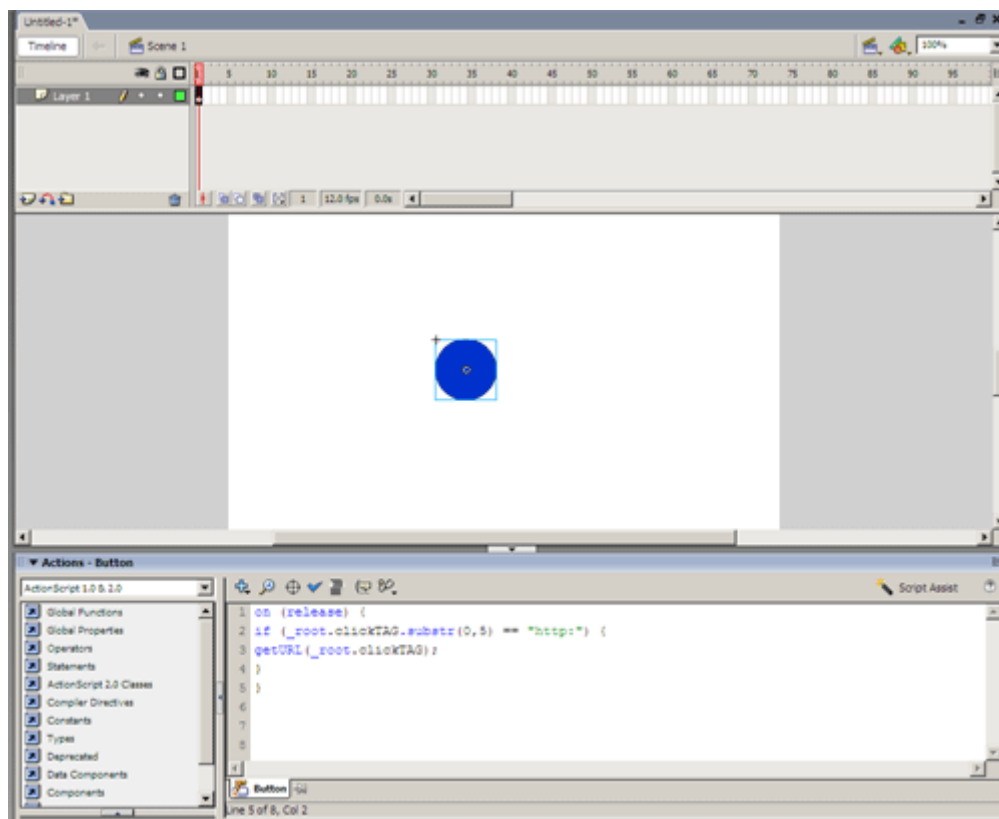 Untitled-1*
Timeline Scene 1 100%
1 5 10 15 20 25 30 35 40 45 50 55 60 65 70 75 80 85 90 95
Layer 1
1 12.0 fps 0.0s
Actions - Button
ActionScript 1.0 & 2.0
Script Assist
Global Functions
Global Properties
Operators
Statements
ActionScript 2.0 Classes
Compiler Directives
Constants
Types
Deprecated
Data Components
Components
1 on (release) {
2 if (_root.clickTAG.substr(0,5) == "http:") {
3 getURL(_root.clickTAG);
4 }
5 }
6
7
8
Button
Line 5 of 8, Col 2